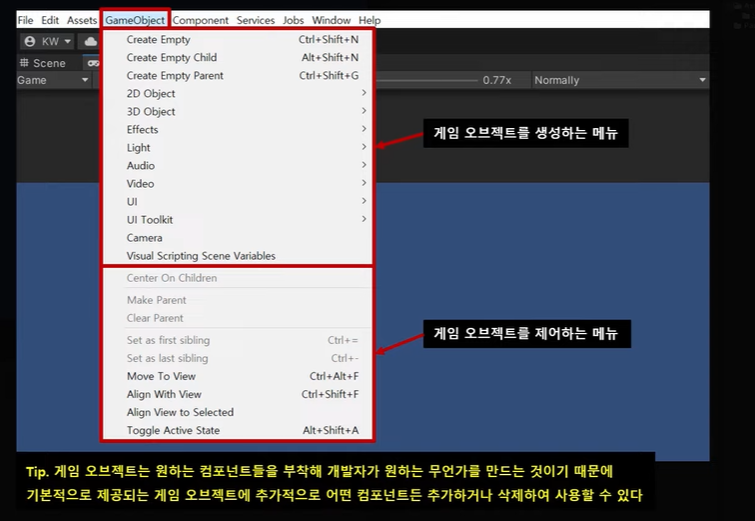 File Edit Assets GameObject Component Services Jobs Window Help
KW
Scene
Game 0.77x Normally
Create Empty Ctrl+Shift+N
Create Empty Child Alt+Shift+N
Create Empty Parent Ctrl+Shift+G
2D Object
3D Object
Effects
Light
Audio
Video
UI
UI Toolkit
Camera
Visual Scripting Scene Variables
게임 오브젝트를 생성하는 메뉴
Center On Children
Make Parent
Clear Parent
Set as first sibling Ctrl+=
Set as last sibling Ctrl+-
Move To View Ctrl+Alt+F
Align With View Ctrl+Shift+F
Align View to Selected
Toggle Active State Alt+Shift+A
게임 오브젝트를 제어하는 메뉴
Tip. 게임 오브젝트는 원하는 컴포넌트들을 부착해 개발자가 원하는 무언가를 만드는 것이기 때문에
기본적으로 제공되는 게임 오브젝트에 추가적으로 어떤 컴포넌트든 추가하거나 삭제하여 사용할 수 있다